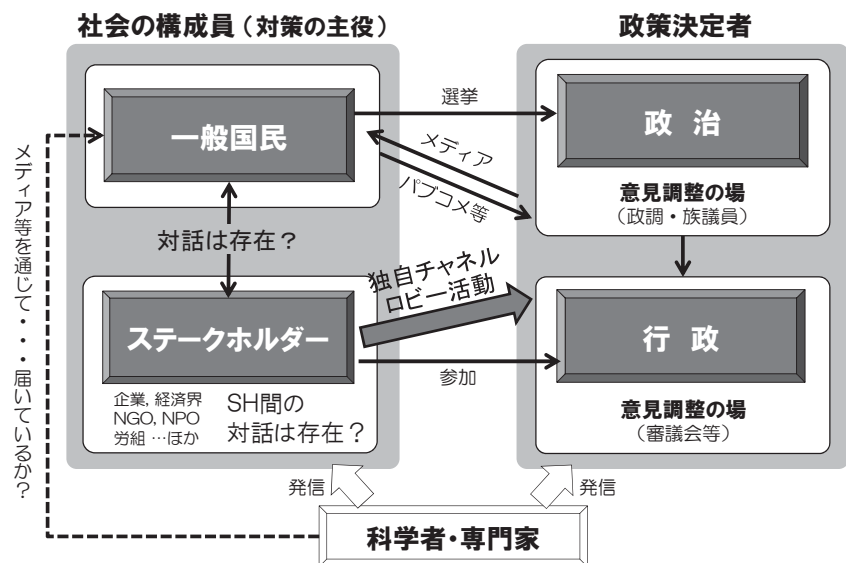 社会の構成員（対策の主役）
政策決定者
一般国民
選挙
政 治
メディア
パブコメ等
意見調整の場
（政調・族議員）
対話は存在？
独自チャネル
ロビー活動
ステークホルダー
行 政
参加
企業, 経済界
NGO, NPO
労組 …ほか
SH間の
対話は存在？
意見調整の場
（審議会等）
メディア等を通じて・・・届いているか？
発信
発信
科学者・専門家